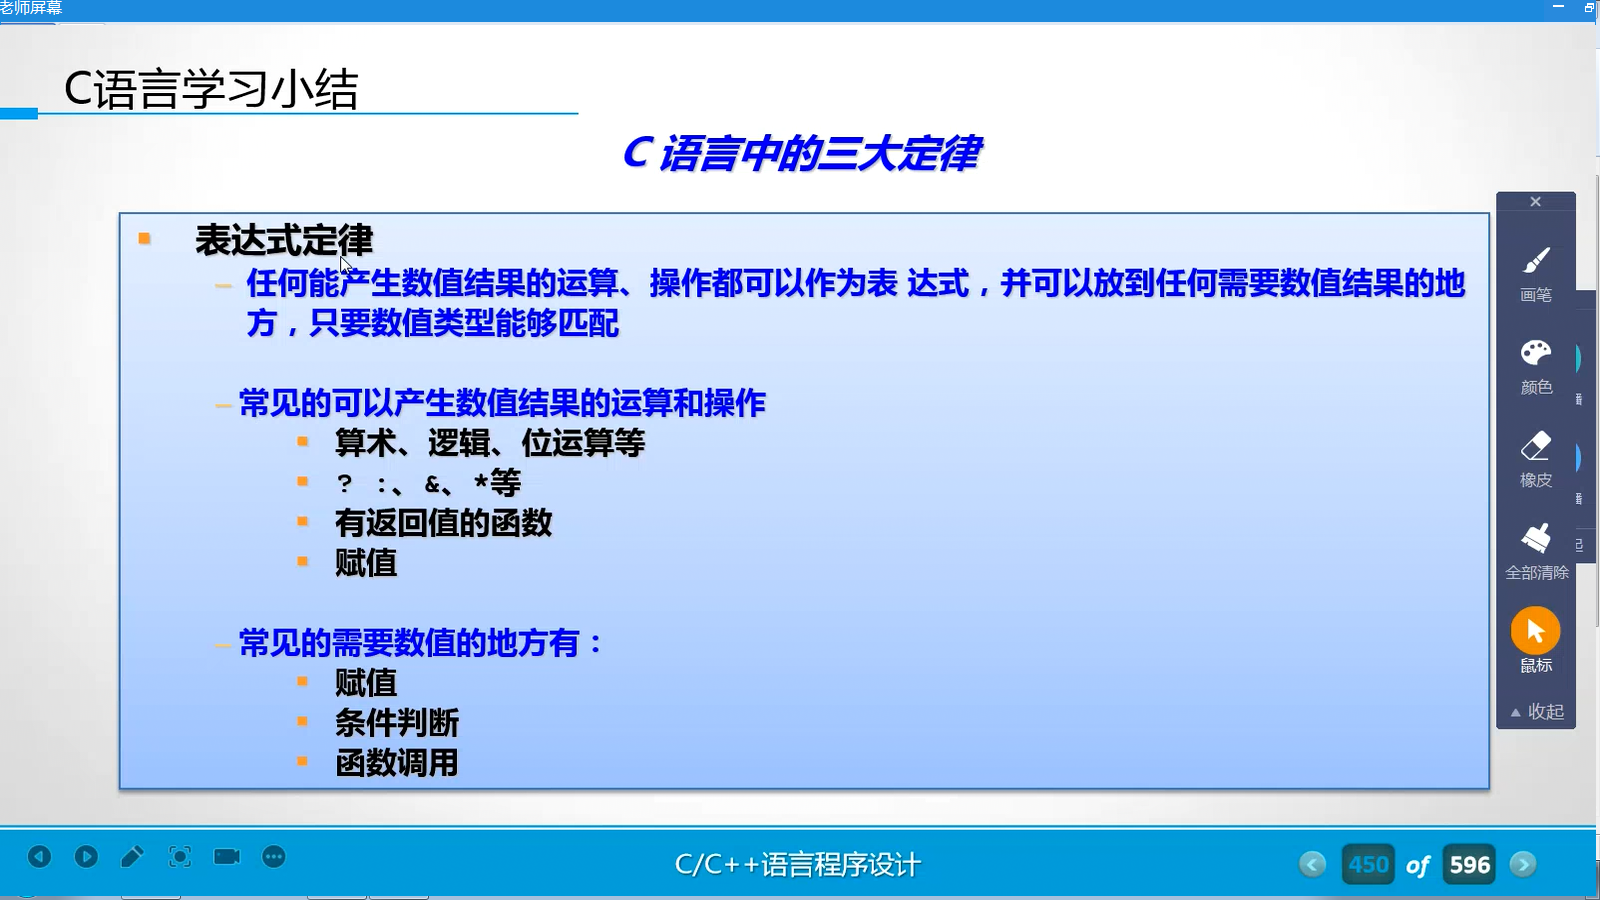 老师屏幕
C语言学习小结
C 语言中的三大定律
表达式定律
任何能产生数值结果的运算、操作都可以作为表 达式，并可以放到任何需要数值结果的地
方，只要数值类型能够匹配
常见的可以产生数值结果的运算和操作
算术、逻辑、位运算等
? :、&、*等
有返回值的函数
赋值
常见的需要数值的地方有：
赋值
条件判断
函数调用
画笔
颜色
橡皮
全部清除
鼠标
收起
C/C++语言程序设计
450 of 596